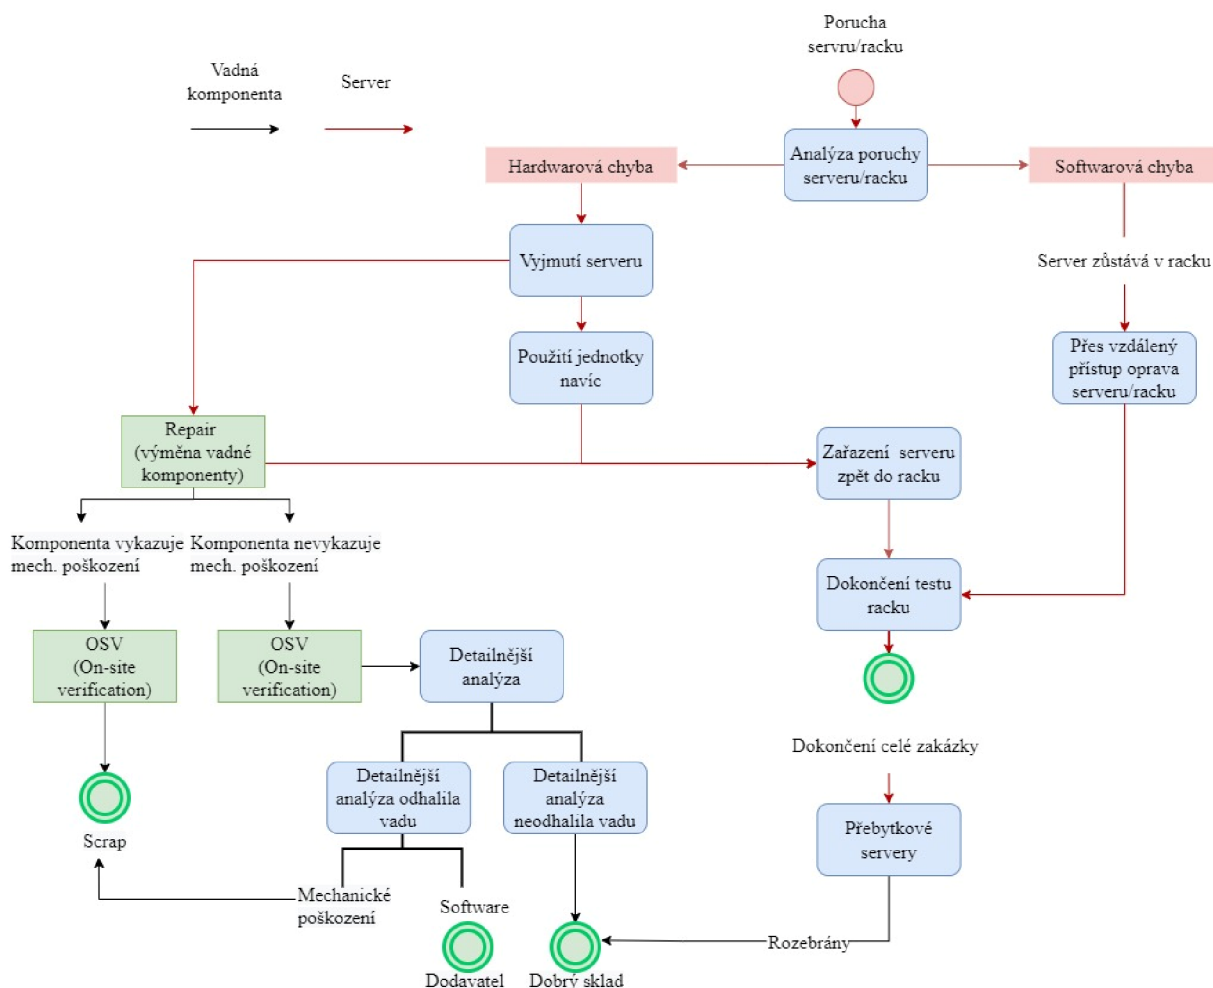 Porucha
servru/racku
Vadná
komponenta
Server
Analýza poruchy
serveru/racku
Hardwarová chyba
Softwarová chyba
Vyjmutí serveru
Server zůstává v racku
Použití jednotky
navíc
Přes vzdálený
přístup oprava
serveru/racku
Repair
(výměna vadné
komponenty)
Zařazení serveru
zpět do racku
Komponenta vykazuje
mech. poškození
Komponenta nevykazuje
mech. poškození
Dokončení testu
racku
OSV
(On-site
verification)
OSV
(On-site
verification)
Detailnější
analýza
Dokončení celé zakázky
Detailnější
analýza odhalila
vadu
Detailnější
analýza
neodhalila vadu
Přebytkové
servery
Scrap
Mechanické
poškození
Software
Rozebrány
Dodavatel
Dobrý sklad